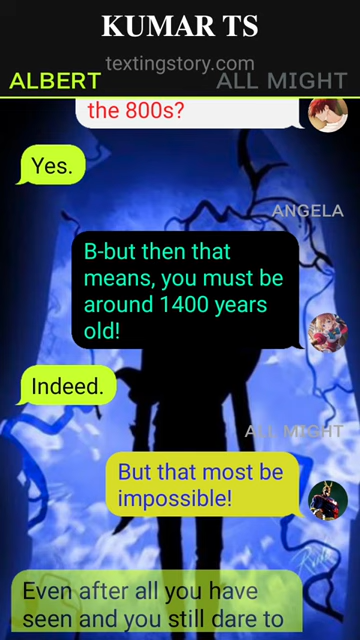 KUMAR TS
textingstory.com
ALBERT
ALL MIGHT
the 800s?
Yes.
ANGELA
B-but then that
means, you must be
around 1400 years
old!
Indeed.
ALL MIGHT
But that most be
impossible!
Even after all you have
seen and you still dare to